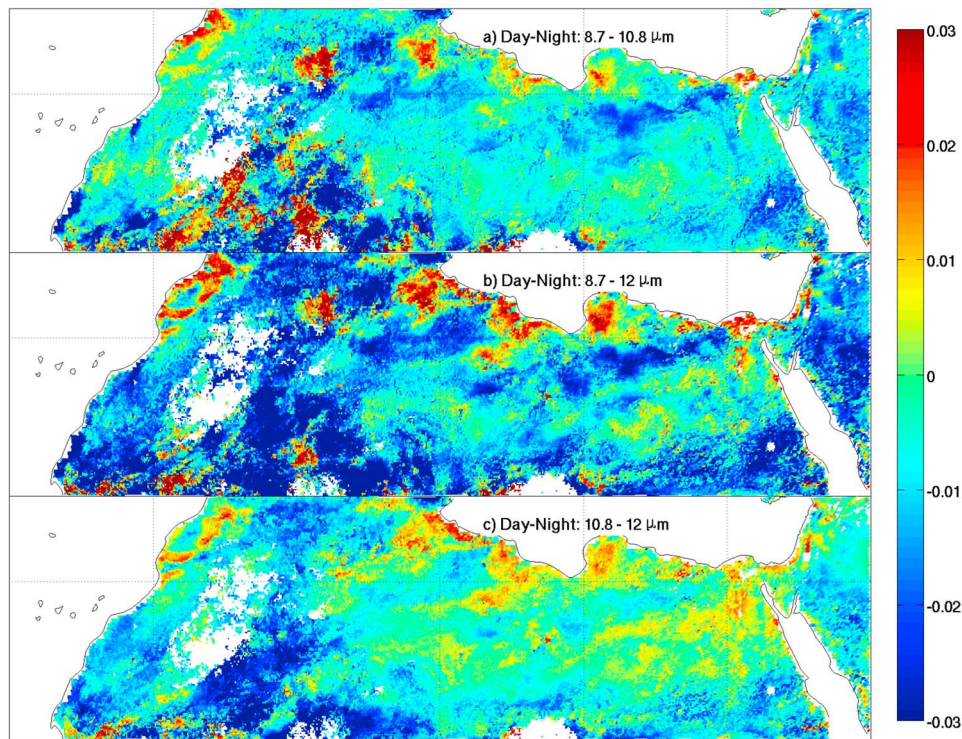 a) Day-Night: 8.7 - 10.8 μm
b) Day-Night: 8.7 - 12 μm
c) Day-Night: 10.8 - 12 μm
0.03
0.02
0.01
0
-0.01
-0.02
-0.03